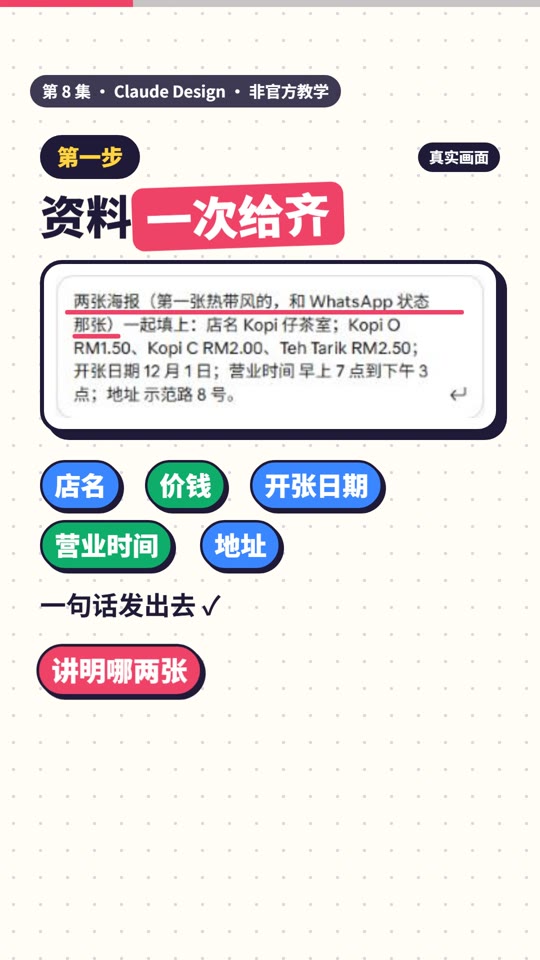 第 8 集 · Claude Design · 非官方教学
第一步
真实画面
资料一次给齐
两张海报（第一张热带风的，和 WhatsApp 状态
那张）一起填上：店名 Kopi 仔茶室；Kopi O
RM1.50、Kopi C RM2.00、Teh Tarik RM2.50；
开张日期 12 月 1 日；营业时间 早上 7 点到下午 3
点；地址 示范路 8 号。
店名 价钱 开张日期
营业时间 地址
一句话发出去 ✓
讲明哪两张